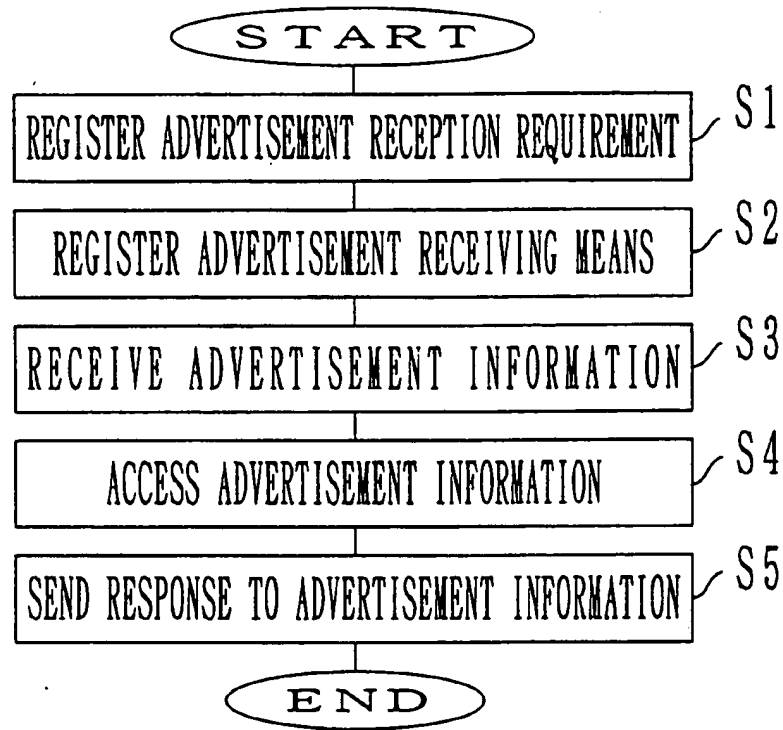 START
REGISTER ADVERTISEMENT RECEPTION REQUIREMENT S1
REGISTER ADVERTISEMENT RECEIVING MEANS S2
RECEIVE ADVERTISEMENT INFORMATION S3
ACCESS ADVERTISEMENT INFORMATION S4
SEND RESPONSE TO ADVERTISEMENT INFORMATION S5
END